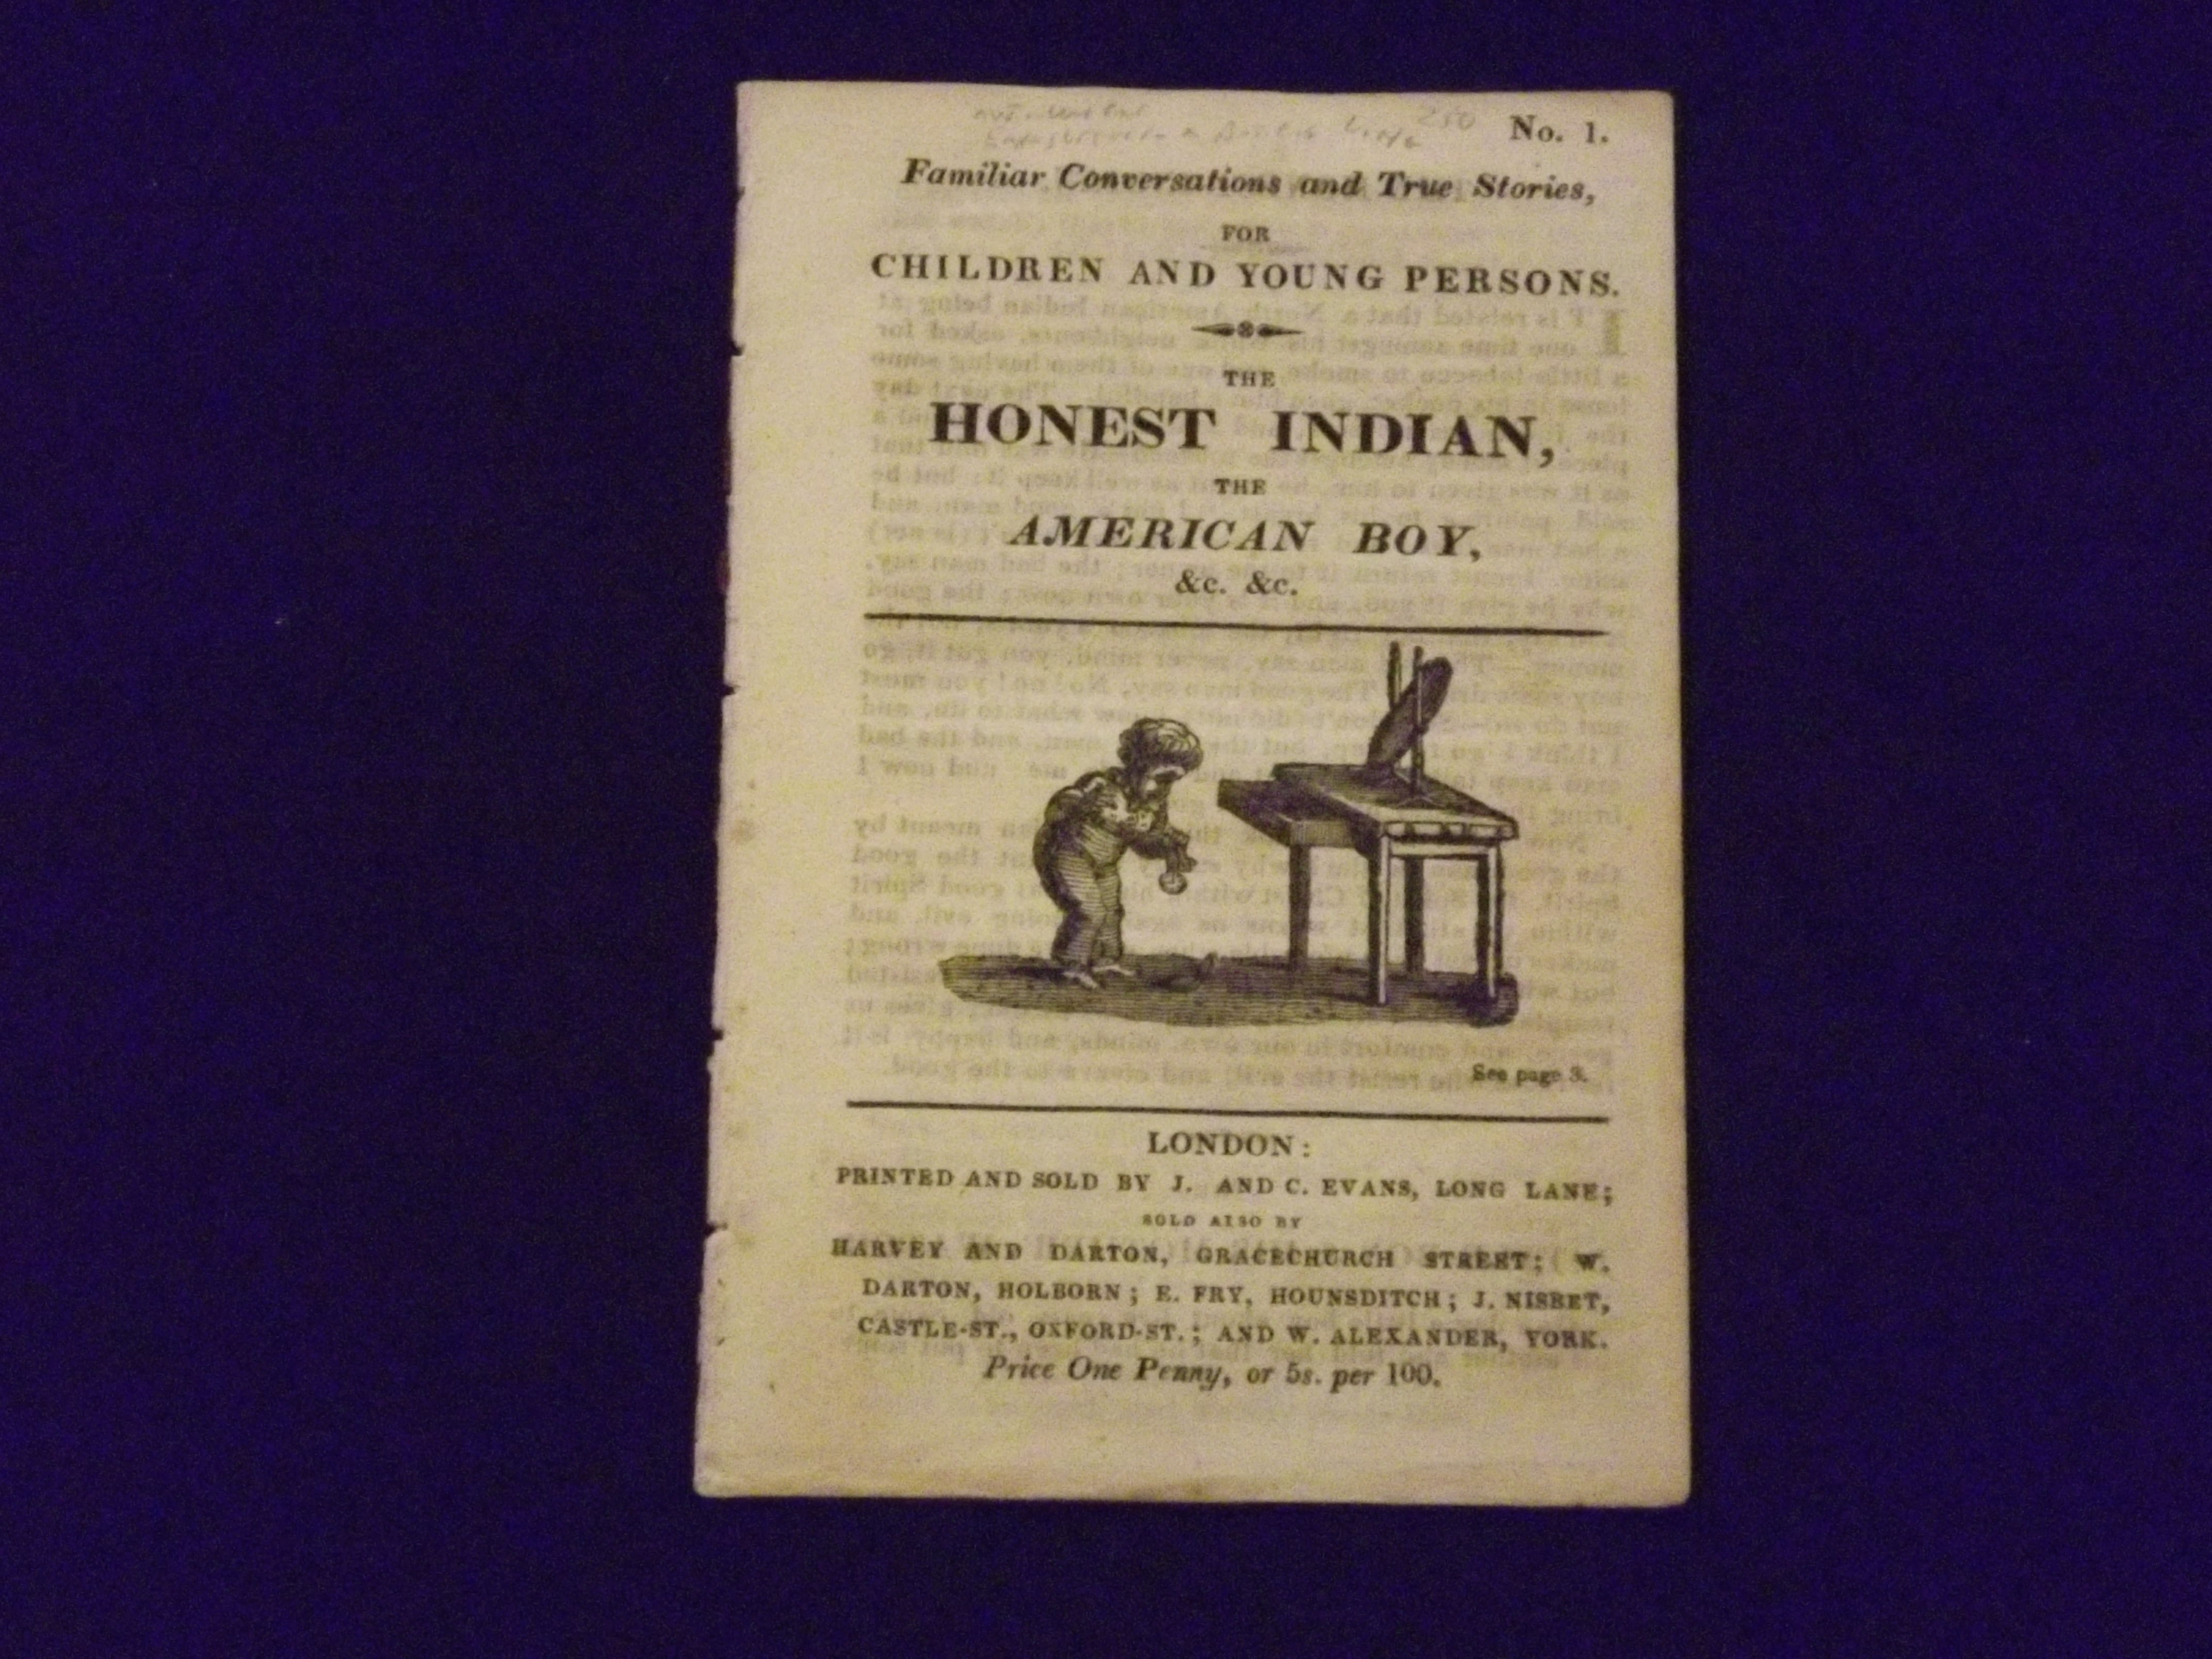 250
No. 1.
Familiar Conversations and True Stories,
FOR
CHILDREN AND YOUNG PERSONS.
THE
HONEST INDIAN,
THE
AMERICAN BOY,
&c. &c.
See page 3.
LONDON:
PRINTED AND SOLD BY J. AND C. EVANS, LONG LANE;
SOLD ALSO BY
HARVEY AND DARTON, GRACECHURCH STREET; W.
DARTON, HOLBORN; E. FRY, HOUNSDITCH; J. NISBET,
CASTLE-ST., OXFORD-ST.; AND W. ALEXANDER, YORK.
Price One Penny, or 5s. per 100.